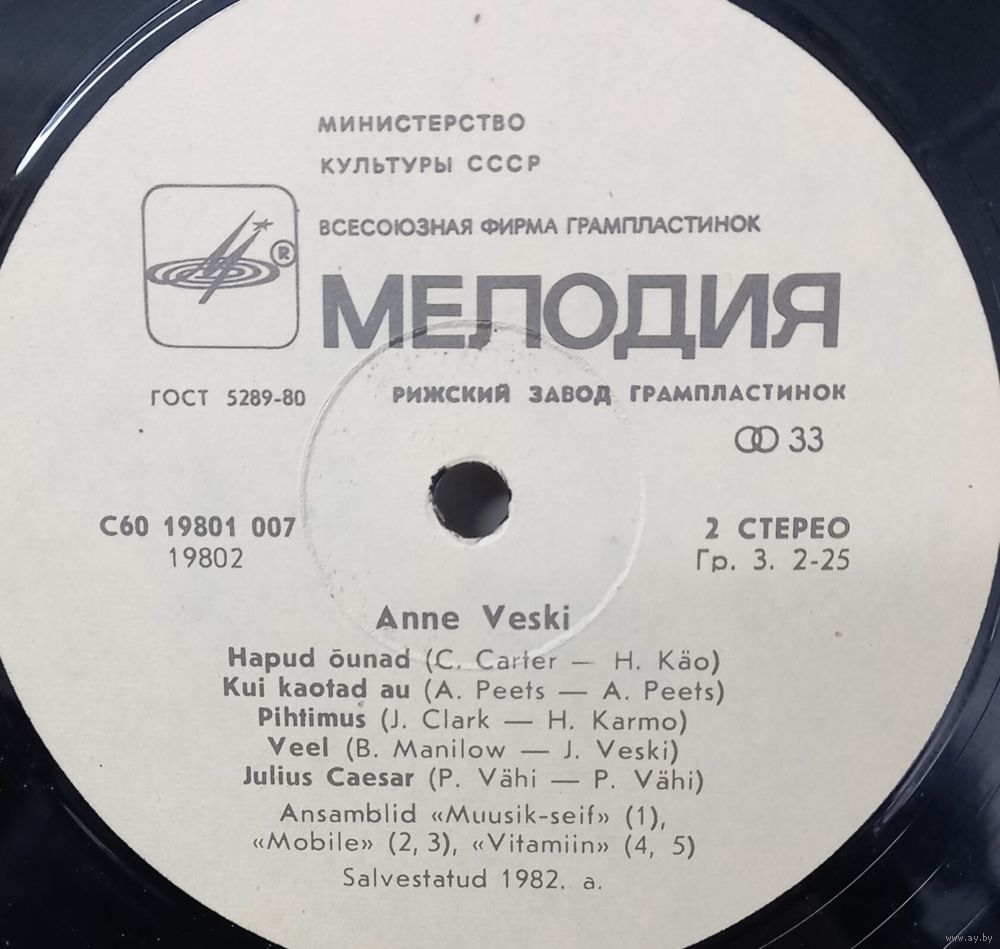 МИНИСТЕРСТВО
КУЛЬТУРЫ СССР
ВСЕСОЮЗНАЯ ФИРМА ГРАМПЛАСТИНОК
®
МЕЛОДИЯ
ГОСТ 5289-80
РИЖСКИЙ ЗАВОД ГРАМПЛАСТИНОК
33
С60 19801 007
2 СТЕРЕО
19802
Гр. 3. 2-25
Anne Veski
Hapud õunad (C. Carter — H. Käo)
Kui kaotad au (A. Peets — A. Peets)
Pihtimus (J. Clark — H. Karmo)
Veel (B. Manilow — J. Veski)
Julius Caesar (P. Vähi — P. Vähi)
Ansamblid «Muusik-seif» (1),
«Mobile» (2, 3), «Vitamiin» (4, 5)
Salvestatud 1982. a.
www.ay.by